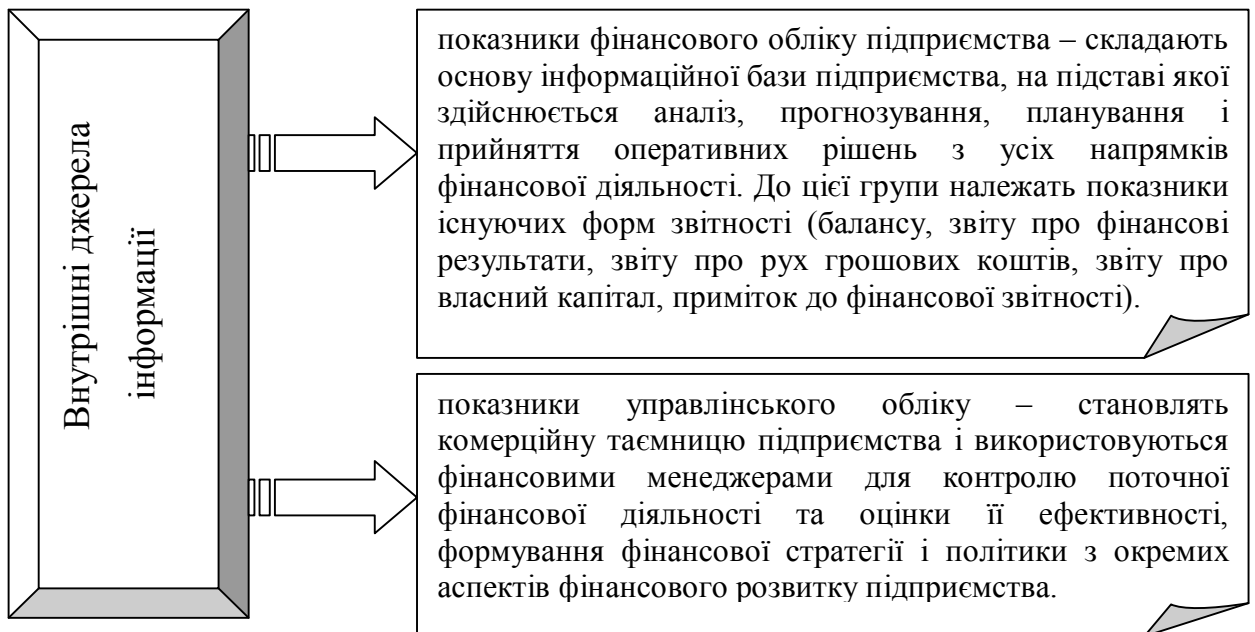 Внутрішні джерела
інформації
показники фінансового обліку підприємства – складають
основу інформаційної бази підприємства, на підставі якої
здійснюється аналіз, прогнозування, планування і
прийняття оперативних рішень з усіх напрямків
фінансової діяльності. До цієї групи належать показники
існуючих форм звітності (балансу, звіту про фінансові
результати, звіту про рух грошових коштів, звіту про
власний капітал, приміток до фінансової звітності).
показники управлінського обліку – становлять
комерційну таємницю підприємства і використовуються
фінансовими менеджерами для контролю поточної
фінансової діяльності та оцінки її ефективності,
формування фінансової стратегії і політики з окремих
аспектів фінансового розвитку підприємства.